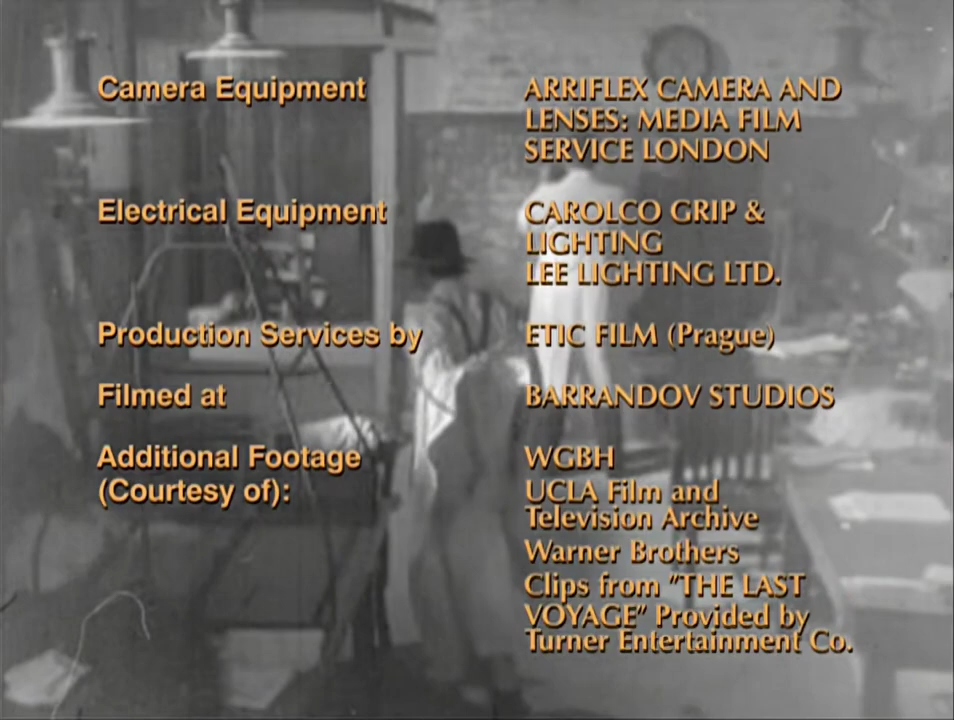 Camera Equipment
ARRIFLEX CAMERA AND
LENSES: MEDIA FILM
SERVICE LONDON
Electrical Equipment
CAROLCO GRIP &
LIGHTING
LEE LIGHTING LTD.
Production Services by
ETIC FILM (Prague)
Filmed at
BARRANDOV STUDIOS
Additional Footage
(Courtesy of):
WGBH
UCLA Film and
Television Archive
Warner Brothers
Clips from "THE LAST
VOYAGE" Provided by
Turner Entertainment Co.